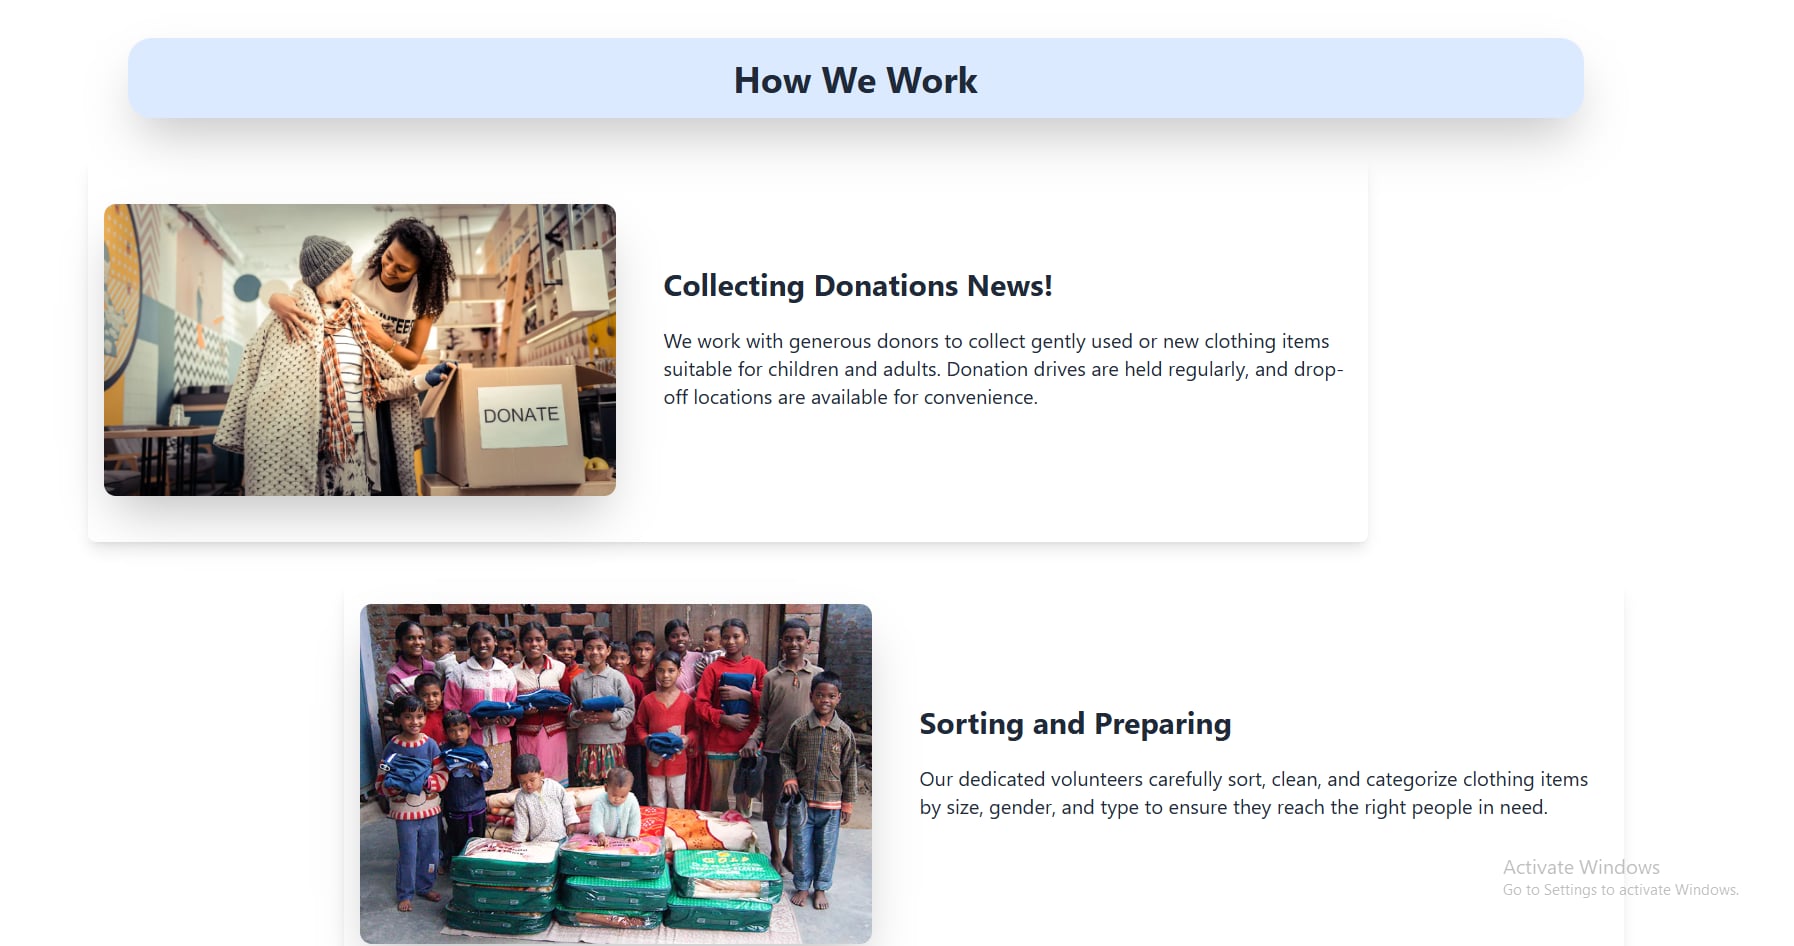 How We Work
UNTEE
DONATE
Collecting Donations News!
We work with generous donors to collect gently used or new clothing items
suitable for children and adults. Donation drives are held regularly, and drop-
off locations are available for convenience.
Sorting and Preparing
Our dedicated volunteers carefully sort, clean, and categorize clothing items
by size, gender, and type to ensure they reach the right people in need.
Activate Windows
Go to Settings to activate Windows.